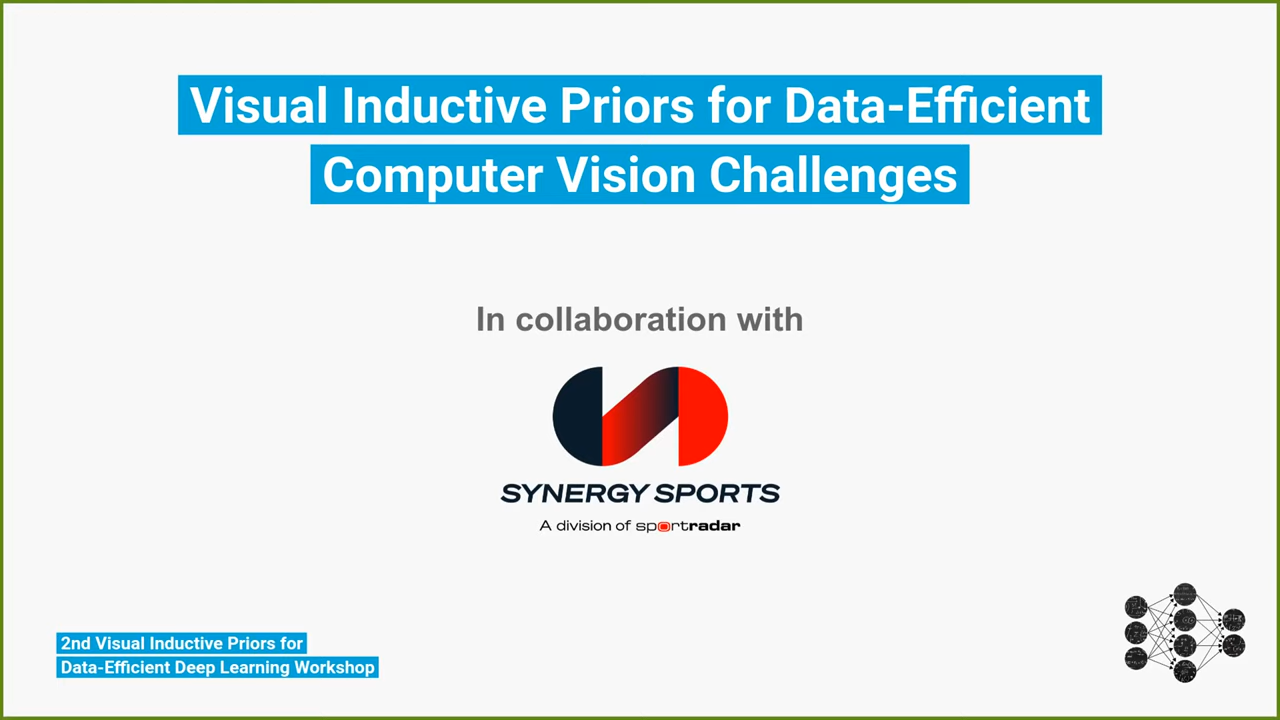 Visual Inductive Priors for Data-Efficient
Computer Vision Challenges
In collaboration with
SYNERGY SPORTS
A division of sportradar
2nd Visual Inductive Priors for
Data-Efficient Deep Learning Workshop